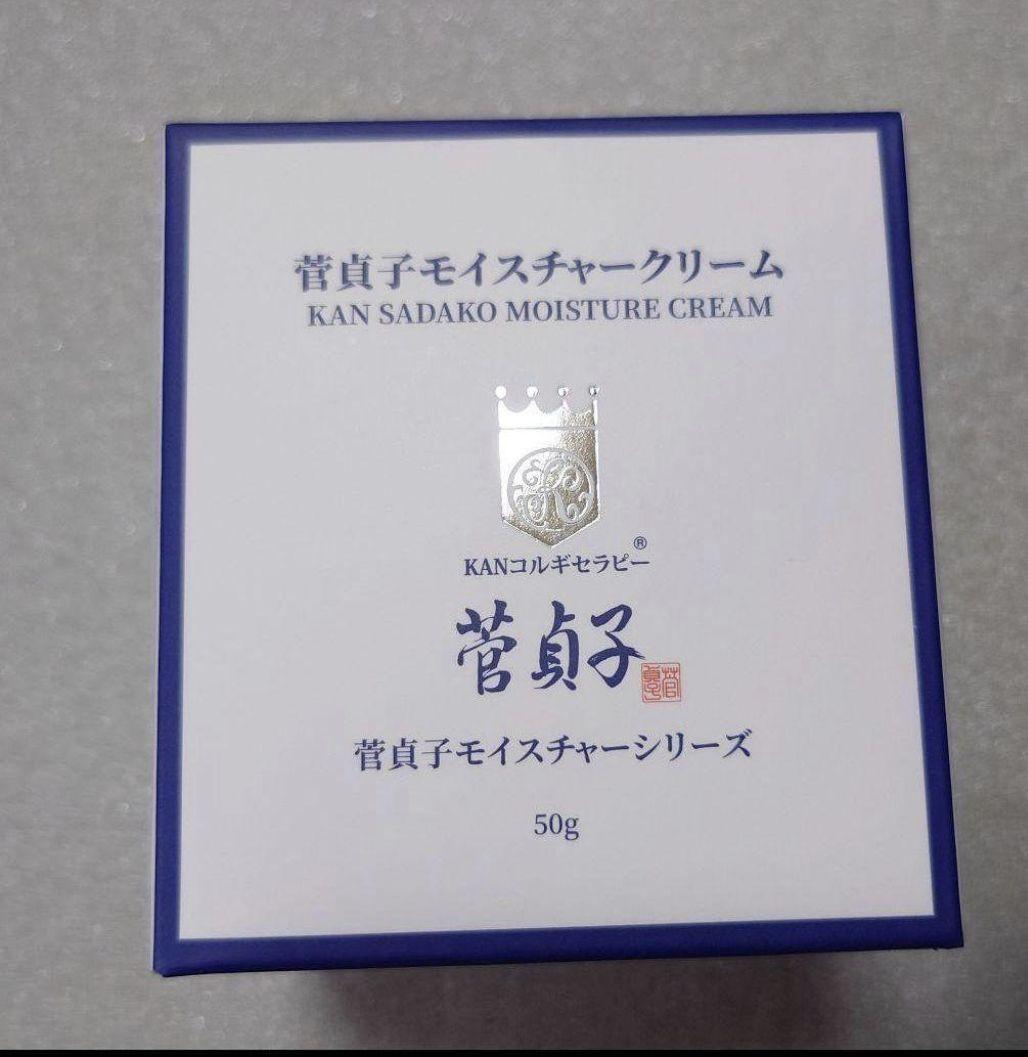 菅貞子モイスチャークリーム
KAN SADAKO MOISTURE CREAM
KANコルギセラピー®
菅貞子
菅貞子モイスチャーシリーズ
50g